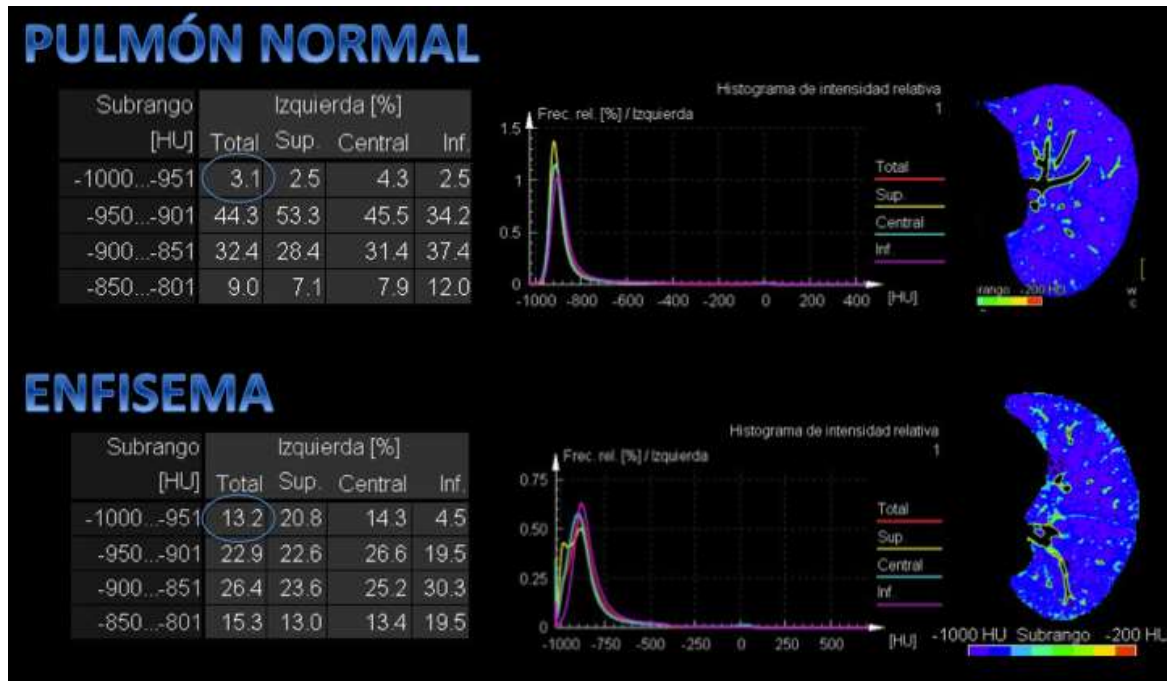 PULMÓN NORMAL
Subrango Izquierda [%]
[HU] Total Sup. Central Inf.
-1000...-951 3.1 2.5 4.3 2.5
-950...-901 44.3 53.3 45.5 34.2
-900...-851 32.4 28.4 31.4 37.4
-850...-801 9.0 7.1 7.9 12.0
Histograma de intensidad relativa
1
Frec. rel. [%] / Izquierda
1.5
1
0.5
0
-1000 -800 -600 -400 -200 0 200 400 [HU]
Total
Sup.
Central
Inf.
rango -200 HU
W
C
ENFISEMA
Subrango Izquierda [%]
[HU] Total Sup. Central Inf.
-1000...-951 13.2 20.8 14.3 4.5
-950...-901 22.9 22.6 26.6 19.5
-900...-851 26.4 23.6 25.2 30.3
-850...-801 15.3 13.0 13.4 19.5
Histograma de intensidad relativa
1
Frec. rel. [%] / Izquierda
0.75
0.50
0.25
0
-1000 -750 -500 -250 0 250 500 [HU]
Total
Sup.
Central
Inf.
-1000 HU Subrango -200 HU